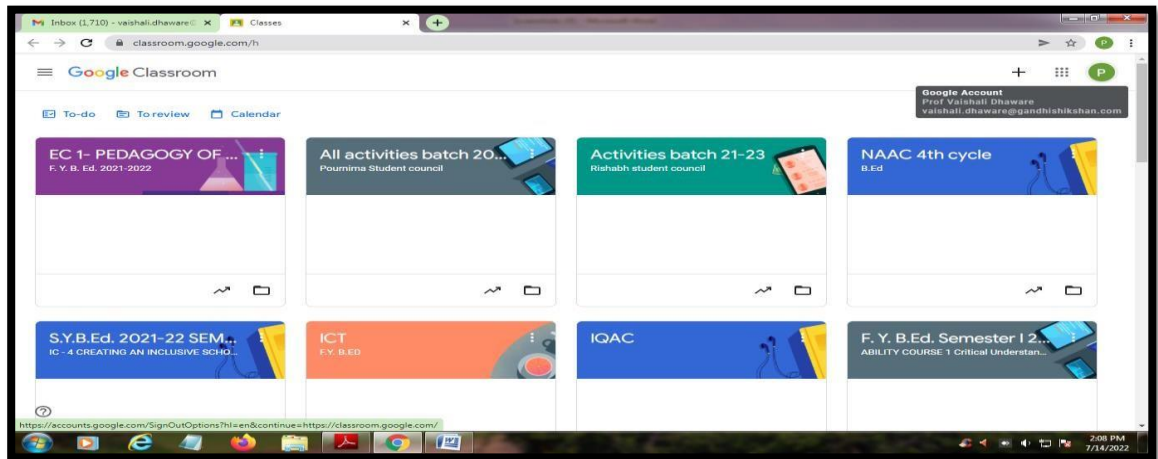 Inbox (1,710) - vaishali.dhaware
Classes
classroom.google.com/h
P
Google Classroom
P
Google Account
Prof Vaishali Dhaware
vaishali.dhaware@gandhishikshan.com
To-do
To review
Calendar
EC 1- PEDAGOGY OF ...
F. Y. B. Ed. 2021-2022
All activities batch 20...
Pournima Student council
Activities batch 21-23
Rishabh student council
NAAC 4th cycle
B.Ed
S.Y.B.Ed. 2021-22 SEM...
IC - 4 CREATING AN INCLUSIVE SCHO...
ICT
F.Y. B.ED
IQAC
F. Y. B.Ed. Semester I 2...
ABILITY COURSE 1 Critical Understan...
https://accounts.google.com/SignOutOptions?hl=en&continue=https://classroom.google.com/
2:08 PM
7/14/2022